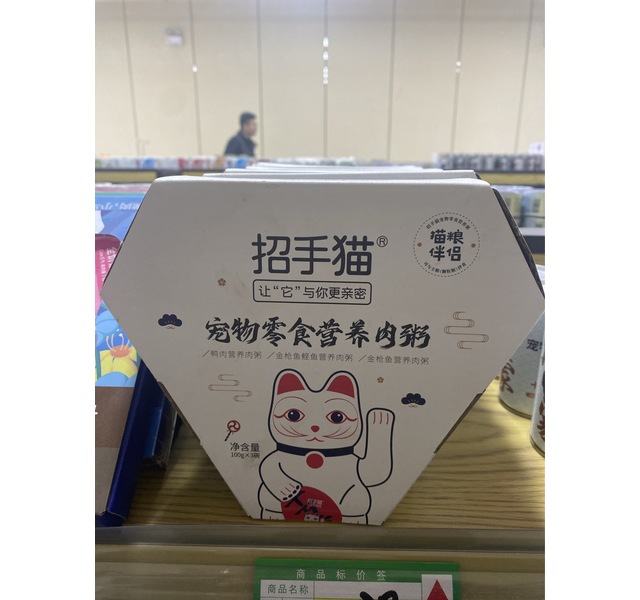 招手猫®
让“它”与你更亲密
猫粮
伴侣
宠物零食营养肉粥
/鸭肉营养肉粥 /金枪鱼鲣鱼营养肉粥 /金枪鱼营养肉粥
净含量
100g×3碗
商品标价签
商品名称